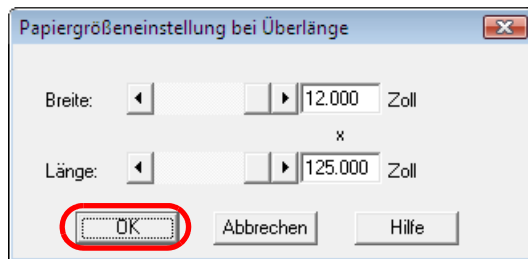 Papiergrößeneinstellung bei Überlänge
Breite: 12.000 Zoll
x
Länge: 125.000 Zoll
OK Abbrechen Hilfe